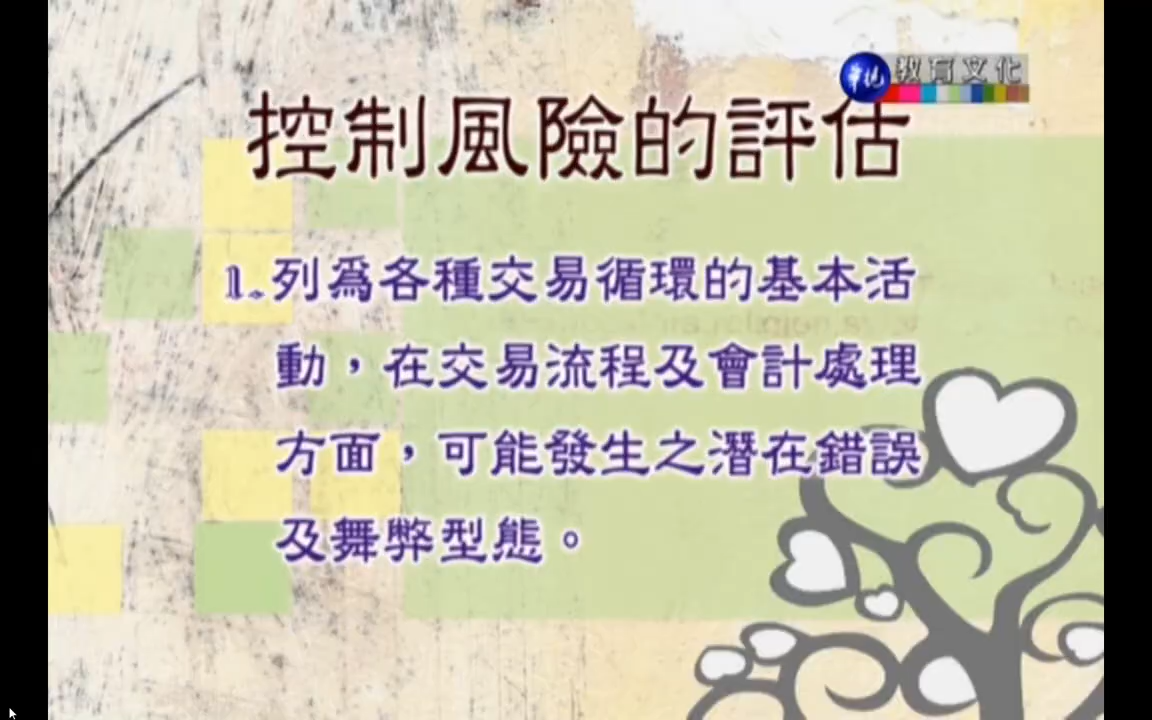 華視 教育文化
控制風險的評估
1.列為各種交易循環的基本活
動，在交易流程及會計處理
方面，可能發生之潛在錯誤
及舞弊型態。